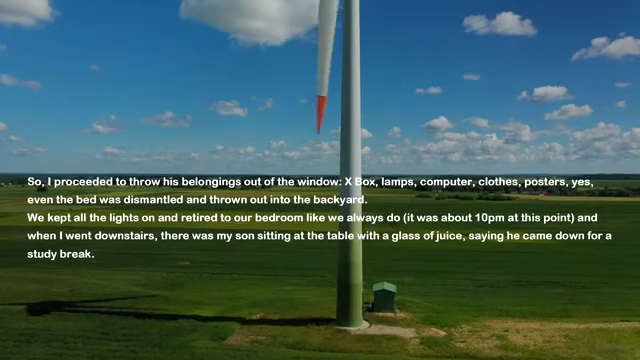 So, I proceeded to throw his belongings out of the window: X Box, lamps, computer, clothes, posters, yes,
even the bed was dismantled and thrown out into the backyard.
We kept all the lights on and retired to our bedroom like we always do (it was about 10pm at this point) and
when I went downstairs, there was my son sitting at the table with a glass of juice, saying he came down for a
study break.